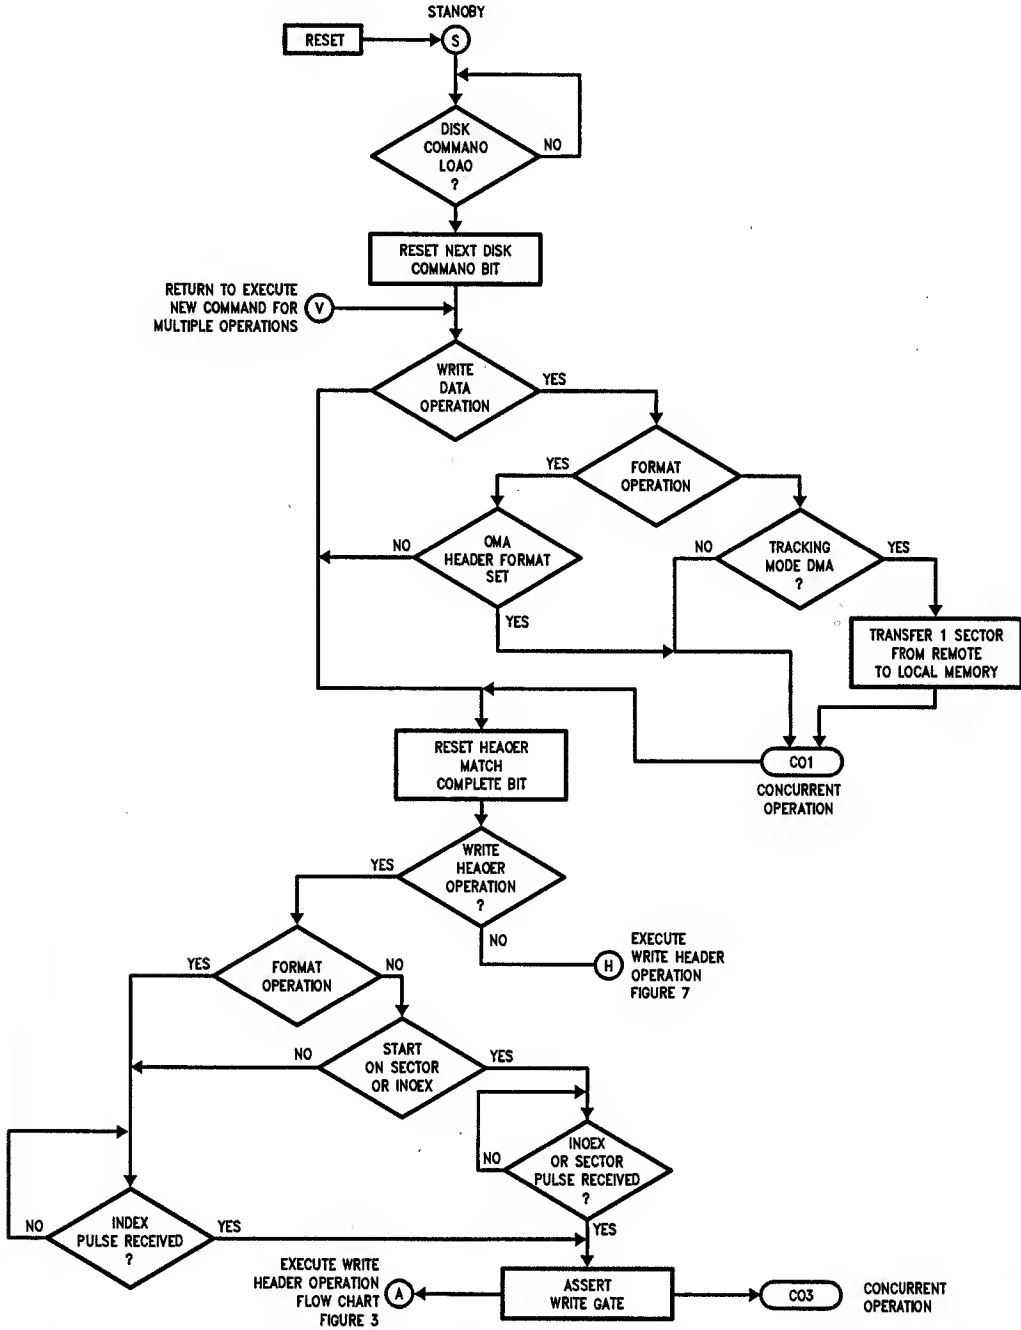 STANOBY
RESET
S
DISK
COMMANO
LOAO
?
NO
RESET NEXT DISK
COMMANO BIT
RETURN TO EXECUTE
NEW COMMAND FOR
MULTIPLE OPERATIONS
V
WRITE
DATA
OPERATION
YES
YES
FORMAT
OPERATION
NO
OMA
HEADER FORMAT
SET
YES
NO
TRACKING
MODE DMA
?
YES
TRANSFER 1 SECTOR
FROM REMOTE
TO LOCAL MEMORY
RESET HEAOER
MATCH
COMPLETE BIT
CO1
CONCURRENT
OPERATION
YES
WRITE
HEAOER
OPERATION
?
NO
H
EXECUTE
WRITE HEADER
OPERATION
FIGURE 7
YES
FORMAT
OPERATION
NO
NO
START
ON SECTOR
OR INOEX
YES
NO
INOEX
OR SECTOR
PULSE RECEIVED
?
YES
NO
INDEX
PULSE RECEIVED
?
YES
EXECUTE WRITE
HEADER OPERATION
FLOW CHART
FIGURE 3
A
ASSERT
WRITE GATE
CO3
CONCURRENT
OPERATION